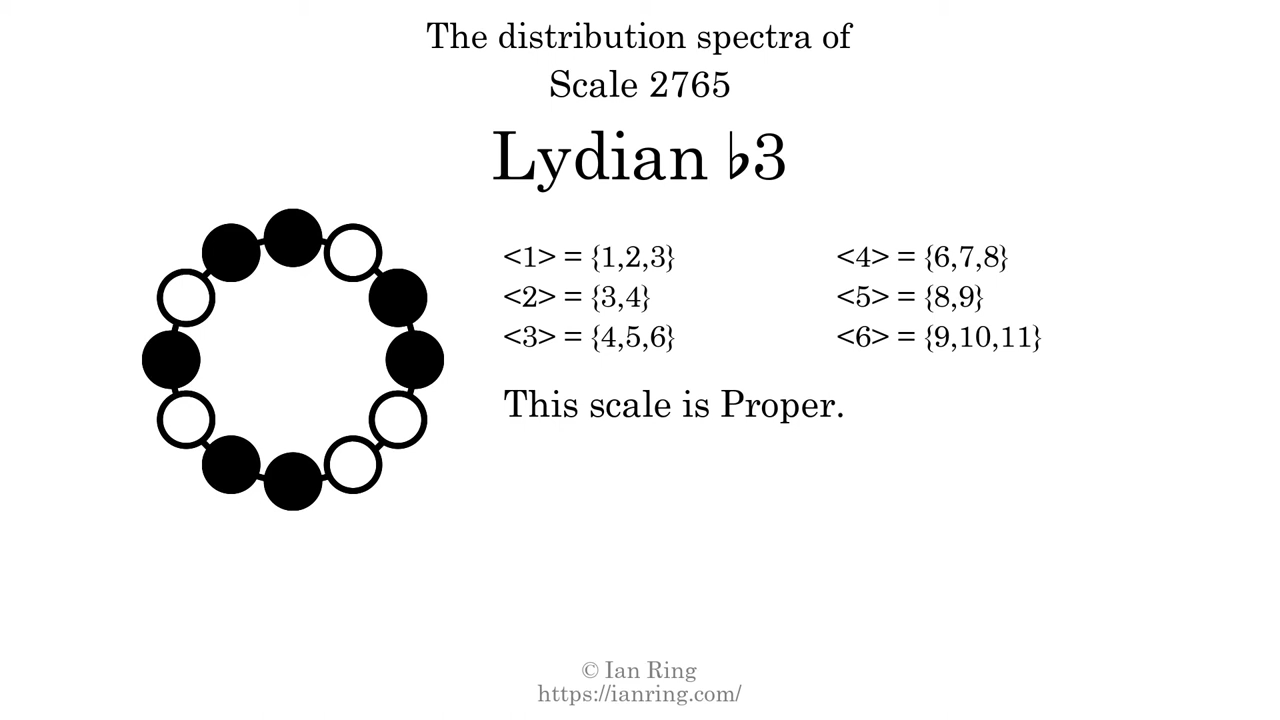 The distribution spectra of
Scale 2765
Lydian ♭3
<1> = {1,2,3}
<2> = {3,4}
<3> = {4,5,6}
<4> = {6,7,8}
<5> = {8,9}
<6> = {9,10,11}
This scale is Proper.
© Ian Ring
https://ianring.com/